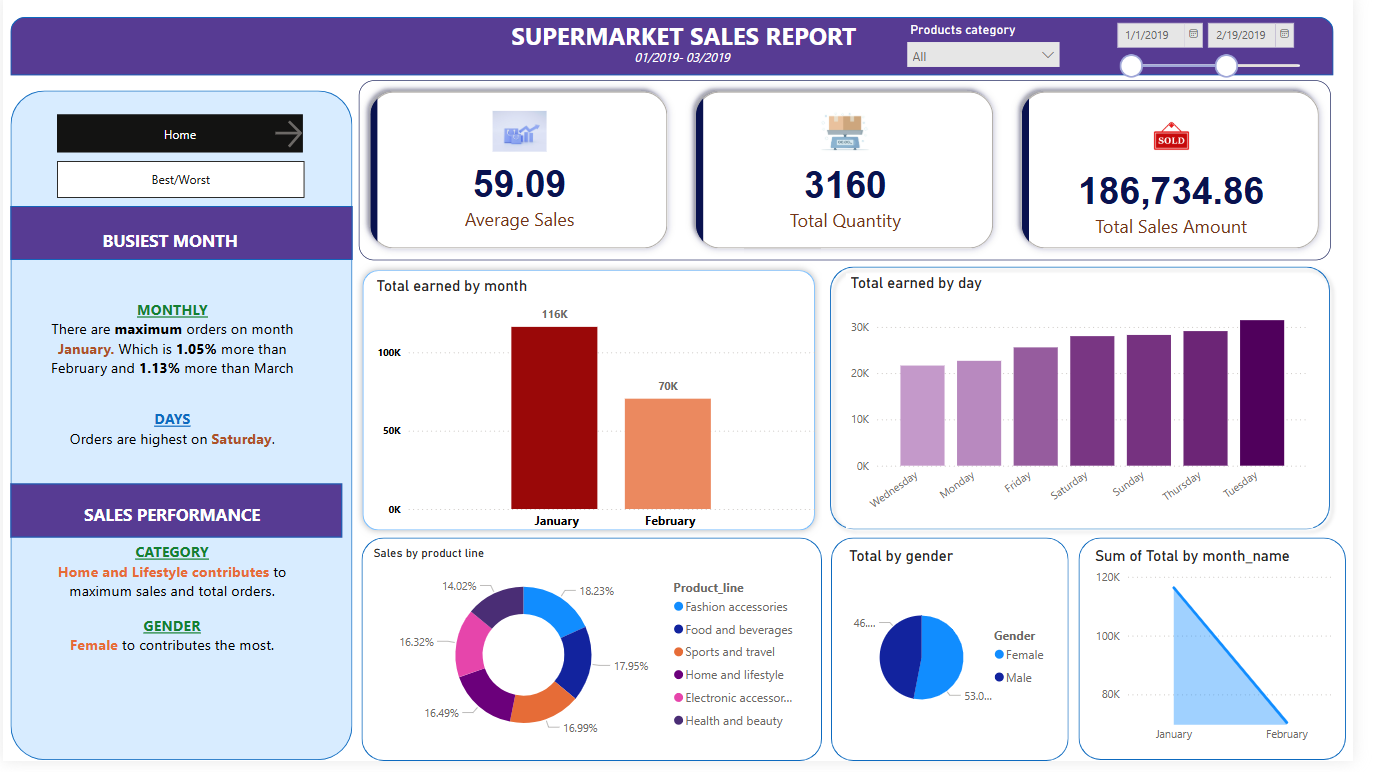 SUPERMARKET SALES REPORT
01/2019- 03/2019
Products category
All
1/1/2019
2/19/2019
Home
Best/Worst
BUSIEST MONTH
MONTHLY
There are maximum orders on month
January. Which is 1.05% more than
February and 1.13% more than March
DAYS
Orders are highest on Saturday.
SALES PERFORMANCE
CATEGORY
Home and Lifestyle contributes to
maximum sales and total orders.
GENDER
Female to contributes the most.
59.09
Average Sales
3160
Total Quantity
SOLD
186,734.86
Total Sales Amount
Total earned by month
116K
100K
70K
50K
0K
January
February
Total earned by day
30K
20K
10K
0K
Wednesday
Monday
Friday
Saturday
Sunday
Thursday
Tuesday
Sales by product line
14.02%
18.23%
16.32%
17.95%
16.49%
16.99%
Product_line
Fashion accessories
Food and beverages
Sports and travel
Home and lifestyle
Electronic accessor...
Health and beauty
Total by gender
46....
53.0...
Gender
Female
Male
Sum of Total by month_name
120K
100K
80K
January
February